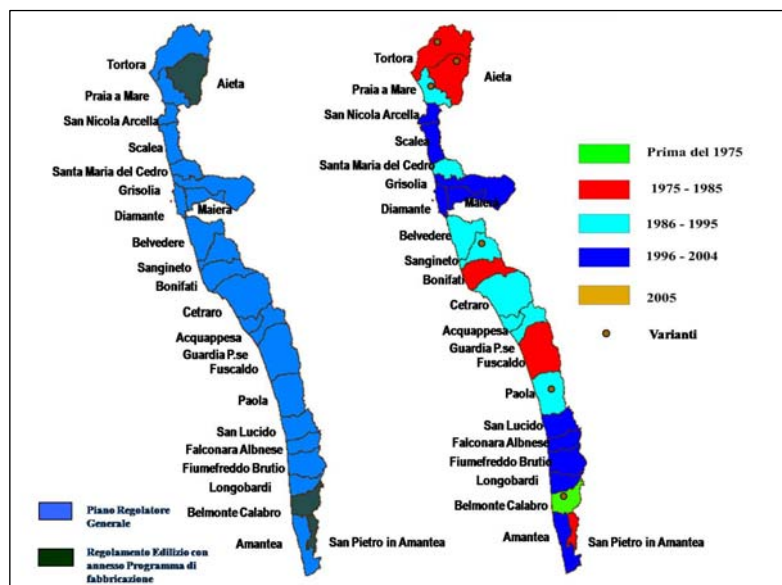 Tortora
Aieta
Praia a Mare
San Nicola Arcella
Scalea
Santa Maria del Cedro
Grisolia
Maiera
Diamante
Belvedere
Sangineto
Bonifati
Cetraro
Acquappesa
Guardia P.se
Fuscaldo
Paola
San Lucido
Falconara Albnese
Fiumefreddo Brutio
Longobardi
Belmonte Calabro
Amantea
San Pietro in Amantea
Piano Regolatore
Generale
Regolamento Edilizio con
annesso Programma di
fabbricazione
Tortora
Aieta
Praia a Mare
San Nicola Arcella
Scalea
Santa Maria del Cedro
Grisolia
Maiera
Diamante
Belvedere
Sangineto
Bonifati
Cetraro
Acquappesa
Guardia P.se
Fuscaldo
Paola
San Lucido
Falconara Albnese
Fiumefreddo Brutio
Longobardi
Belmonte Calabro
Amantea
San Pietro in Amantea
Prima del 1975
1975 - 1985
1986 - 1995
1996 - 2004
2005
Varianti